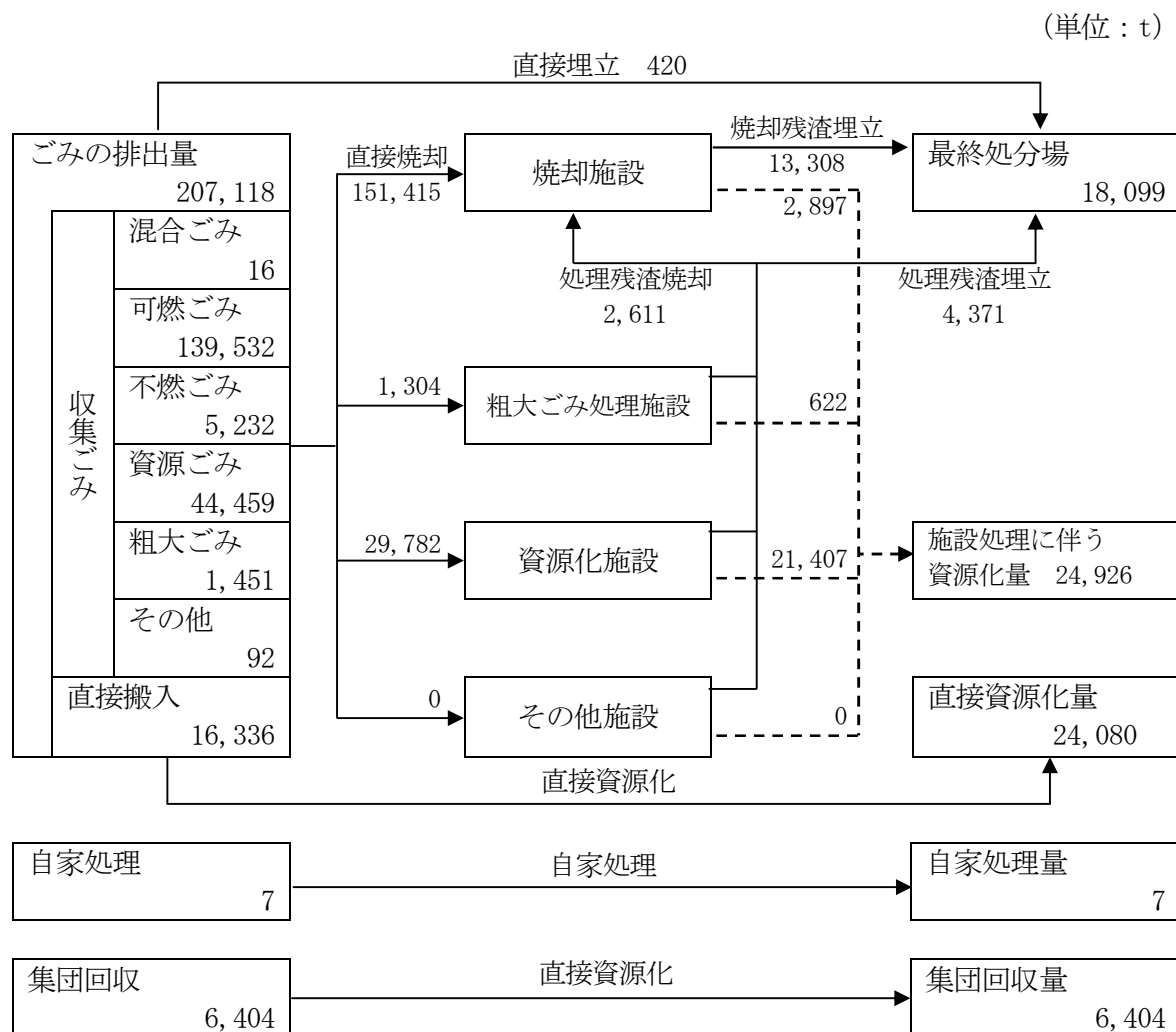 (単位:t)
直接埋立 420
ごみの排出量
207,118
収集ごみ
混合ごみ
16
可燃ごみ
139,532
不燃ごみ
5,232
資源ごみ
44,459
粗大ごみ
1,451
その他
92
直接搬入
16,336
直接焼却
151,415
焼却施設
焼却残渣埋立
13,308
2,897
最終処分場
18,099
処理残渣焼却
2,611
処理残渣埋立
4,371
1,304
粗大ごみ処理施設
622
29,782
資源化施設
21,407
施設処理に伴う
資源化量 24,926
0
その他施設
0
直接資源化量
24,080
直接資源化
自家処理
7
自家処理
自家処理量
7
集団回収
6,404
直接資源化
集団回収量
6,404